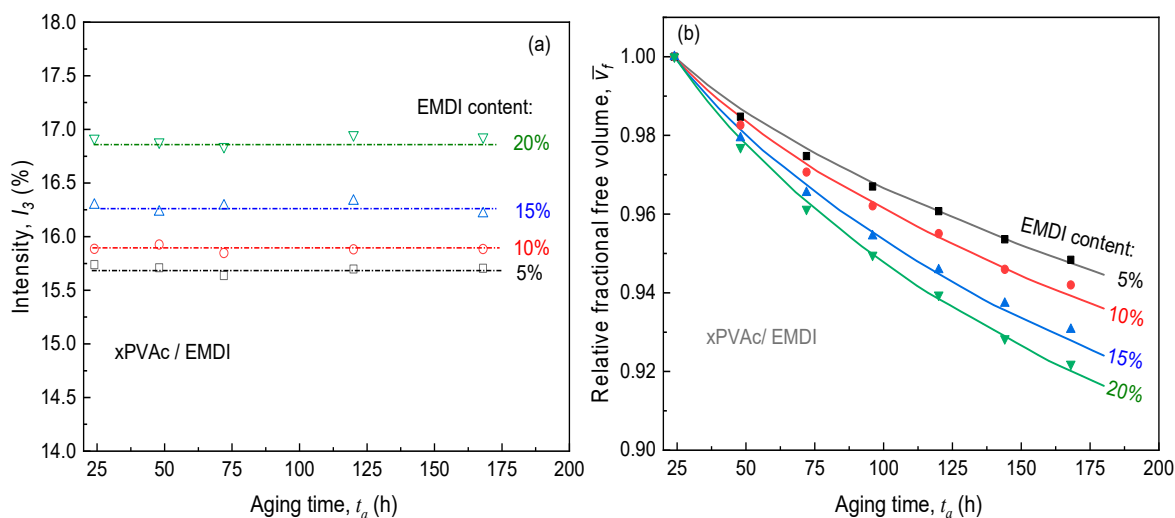 18.0
17.5
17.0
16.5
16.0
15.5
15.0
14.5
14.0
25 50 75 100 125 150 175 200
Intensity, I₃ (%)
Aging time, tₐ (h)
(a)
EMDI content:
20%
15%
10%
5%
xPVAc / EMDI
1.00
0.98
0.96
0.94
0.92
0.90
25 50 75 100 125 150 175 200
Relative fractional free volume, V̅_f
Aging time, tₐ (h)
(b)
EMDI content:
5%
10%
15%
20%
xPVAc/ EMDI